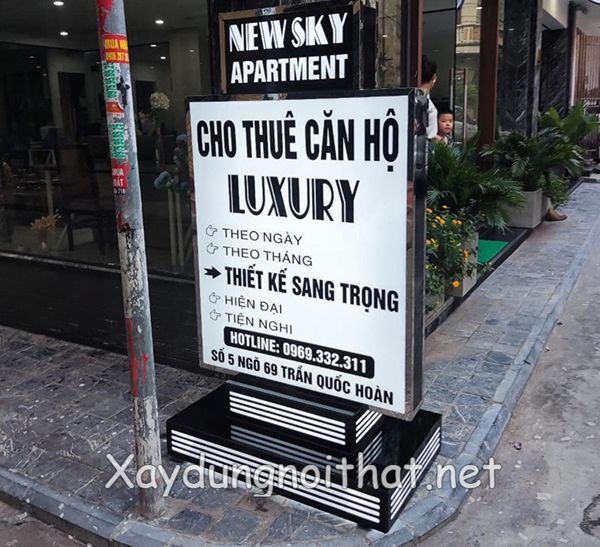 NEW SKY
APARTMENT
CHO THUÊ CĂN HỘ
LUXURY
THEO NGÀY
THEO THÁNG
THIẾT KẾ SANG TRỌNG
HIỆN ĐẠI
TIỆN NGHI
HOTLINE: 0969.332.311
SỐ 5 NGÕ 69 TRẦN QUỐC HOÀN
Xaydungnoithat.net